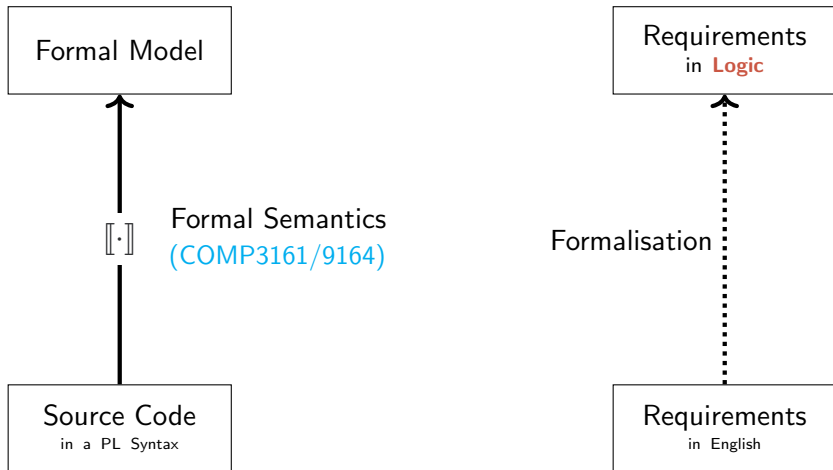 Formal Model
Requirements
in Logic
⟦·⟧
Formal Semantics
(COMP3161/9164)
Formalisation
Source Code
in a PL Syntax
Requirements
in English